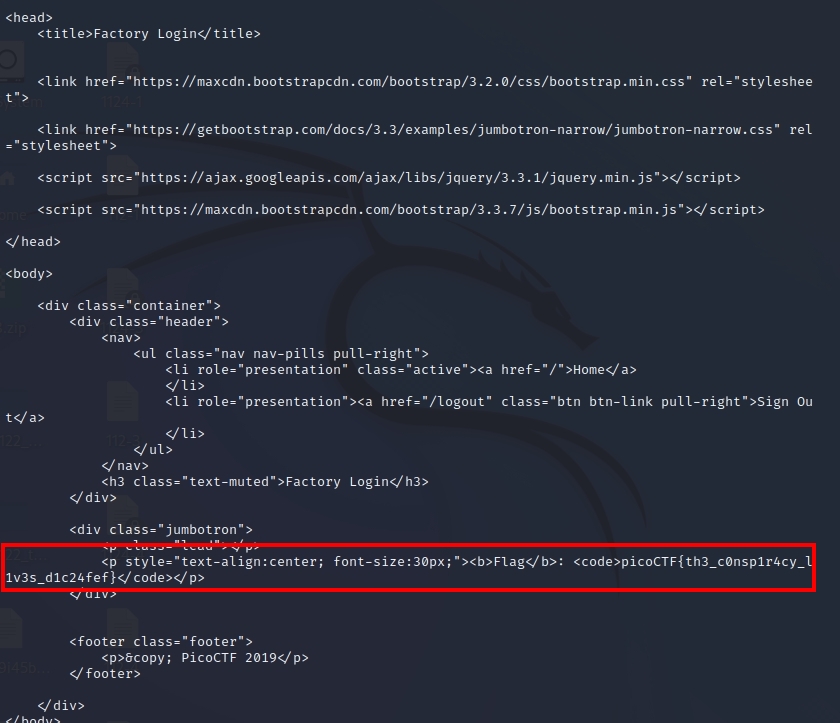 <head>
    <title>Factory Login</title>
    <link href="https://maxcdn.bootstrapcdn.com/bootstrap/3.2.0/css/bootstrap.min.css" rel="styleshee
t">
    <link href="https://getbootstrap.com/docs/3.3/examples/jumbotron-narrow/jumbotron-narrow.css" rel
="stylesheet">
    <script src="https://ajax.googleapis.com/ajax/libs/jquery/3.3.1/jquery.min.js"></script>
    <script src="https://maxcdn.bootstrapcdn.com/bootstrap/3.3.7/js/bootstrap.min.js"></script>
</head>
<body>
    <div class="container">
        <div class="header">
            <nav>
                <ul class="nav nav-pills pull-right">
                    <li role="presentation" class="active"><a href="/">Home</a>
                    </li>
                    <li role="presentation"><a href="/logout" class="btn btn-link pull-right">Sign Ou
t</a>
                    </li>
                </ul>
            </nav>
            <h3 class="text-muted">Factory Login</h3>
        </div>
        <div class="jumbotron">
            <p class="lead"></p>
            <p style="text-align:center; font-size:30px;"><b>Flag</b>: <code>picoCTF{th3_c0nsp1r4cy_l
1v3s_d1c24fef}</code></p>
        </div>
        <footer class="footer">
            <p>&copy; PicoCTF 2019</p>
        </footer>
    </div>
</body>